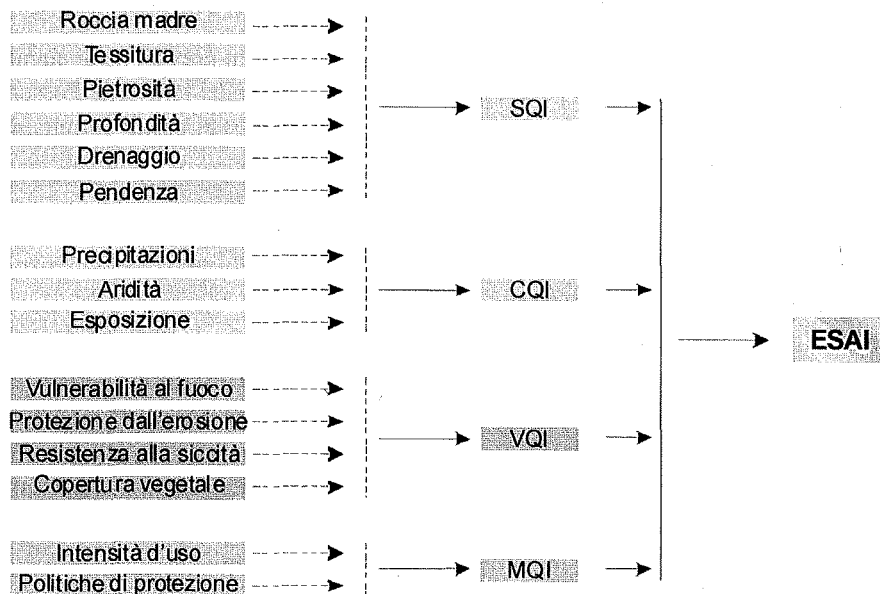 Roccia madre
Tessitura
Pietrosità
Profondità
Drenaggio
Pendenza
SQI
Precipitazioni
Aridità
Esposizione
CQI
Vulnerabilità al fuoco
Protezione dall'erosione
Resistenza alla siccità
Copertura vegetale
VQI
Intensità d'uso
Politiche di protezione
MQI
ESAI